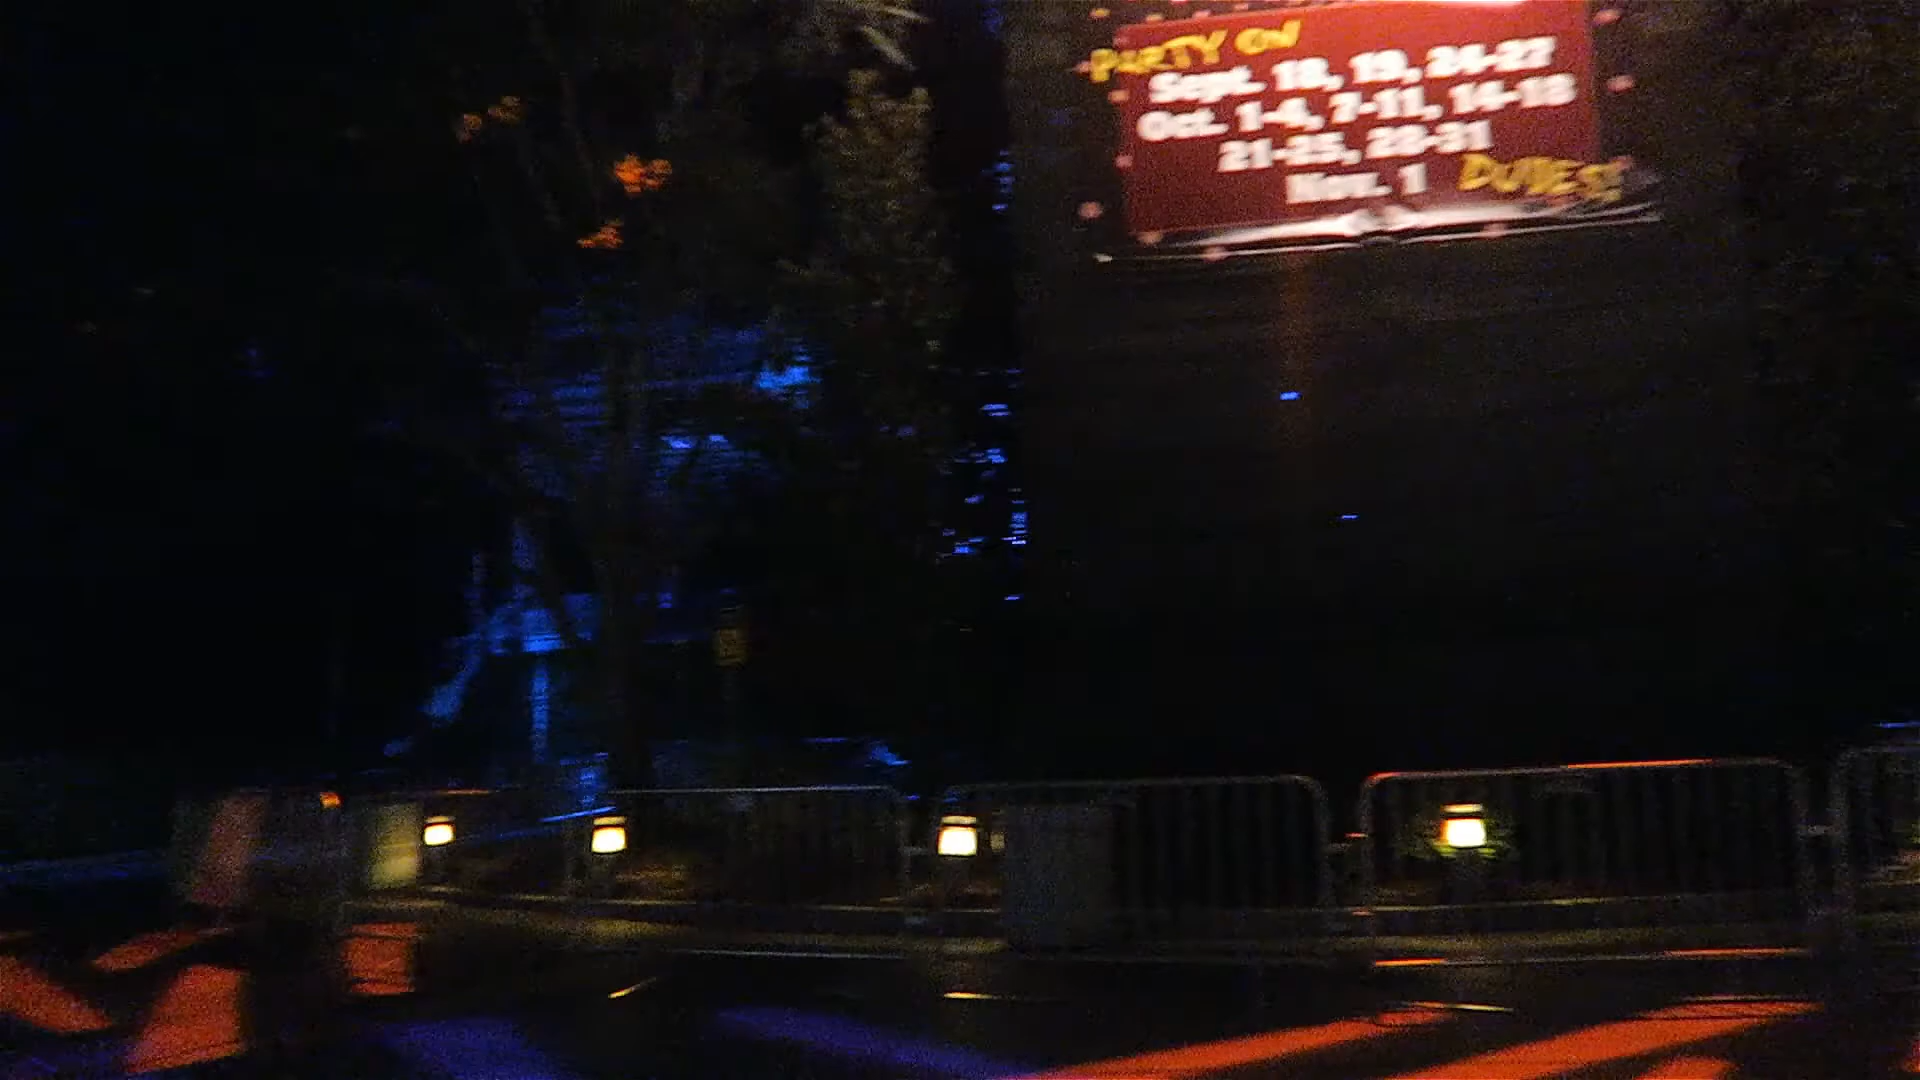 PARTY ON
Sept. 18, 19, 24-27
Oct. 1-4, 7-11, 14-18
21-25, 28-31
Nov. 1 DUDES!